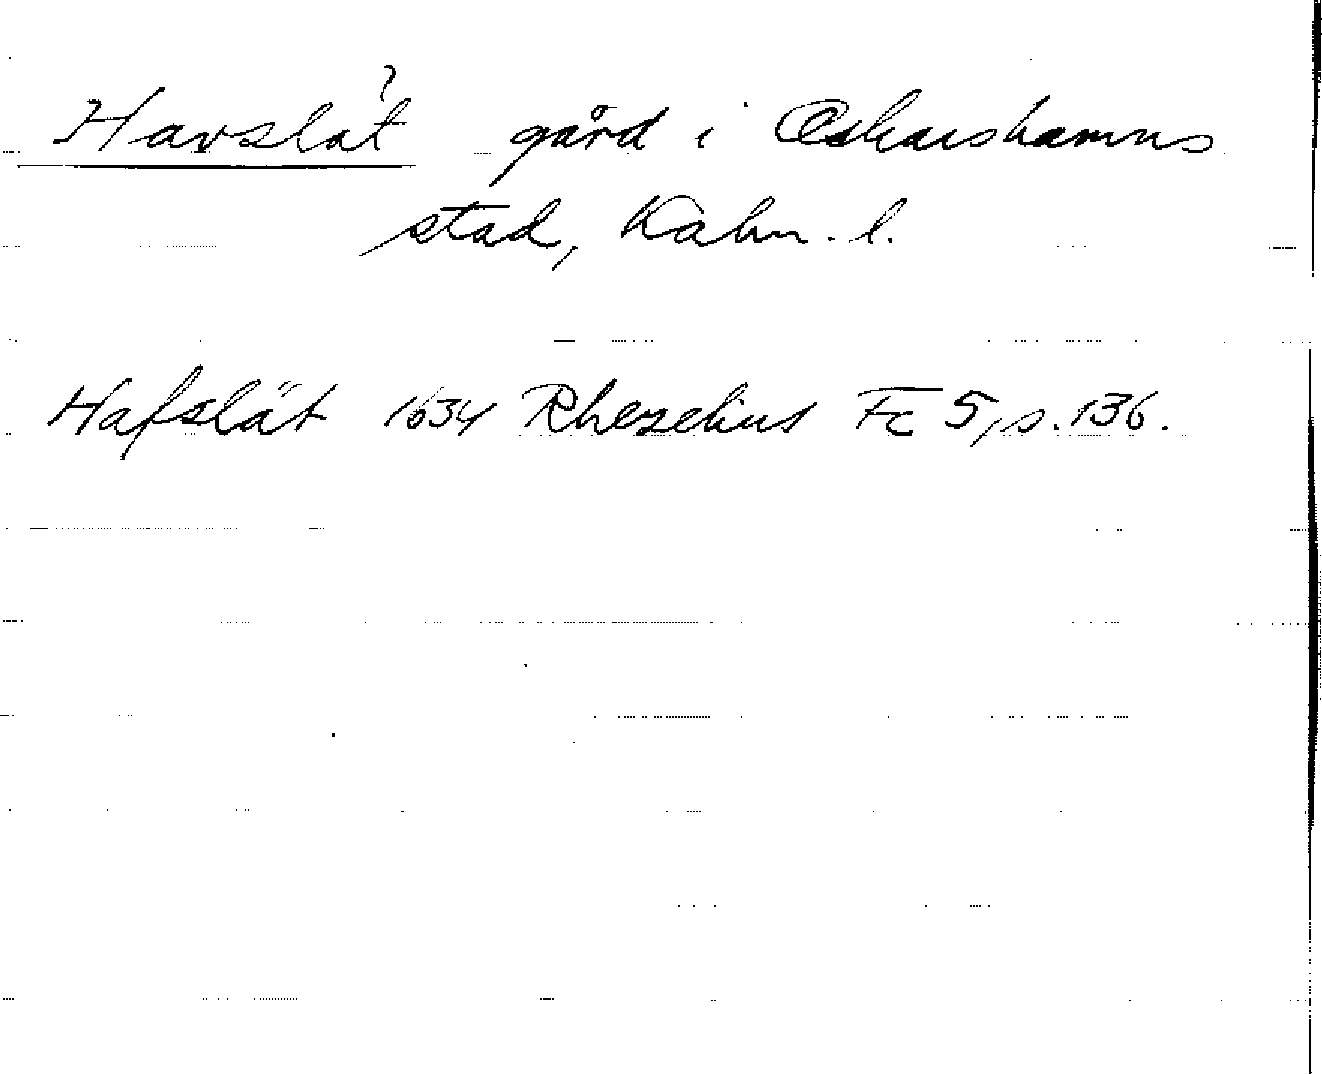 Havslät? gård i Oskarshamns
stad, Kalm. l.
Hafslät 1634 Rhezelius Fc 5, s. 136.